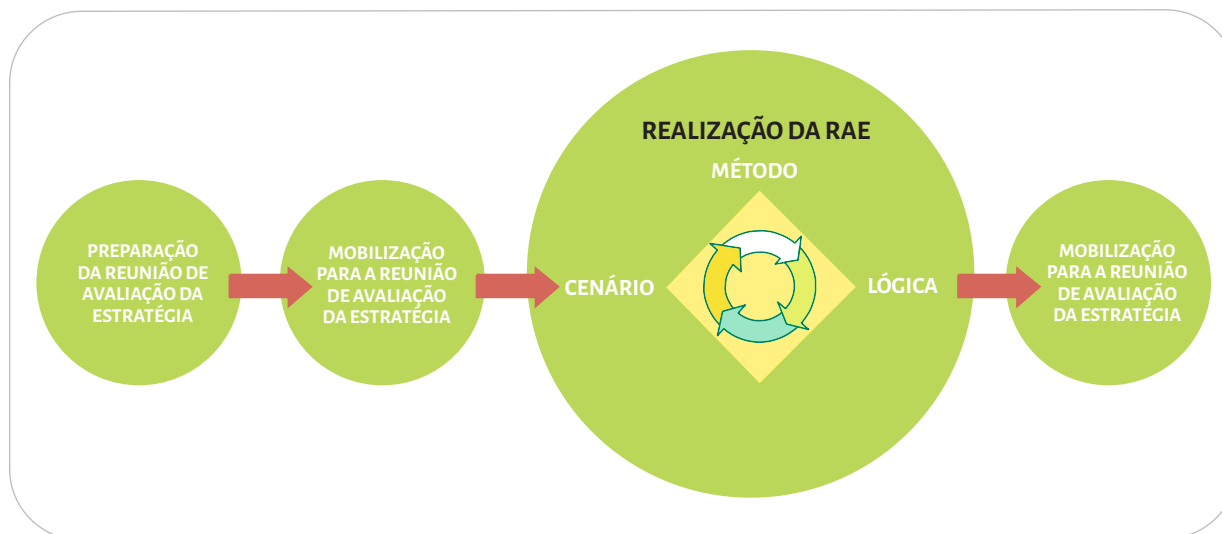 PREPARAÇÃO
DA REUNIÃO DE
AVALIAÇÃO DA
ESTRATÉGIA
MOBILIZAÇÃO
PARA A REUNIÃO
DE AVALIAÇÃO
DA ESTRATÉGIA
REALIZAÇÃO DA RAE
MÉTODO
CENÁRIO
LÓGICA
MOBILIZAÇÃO
PARA A REUNIÃO
DE AVALIAÇÃO
DA ESTRATÉGIA